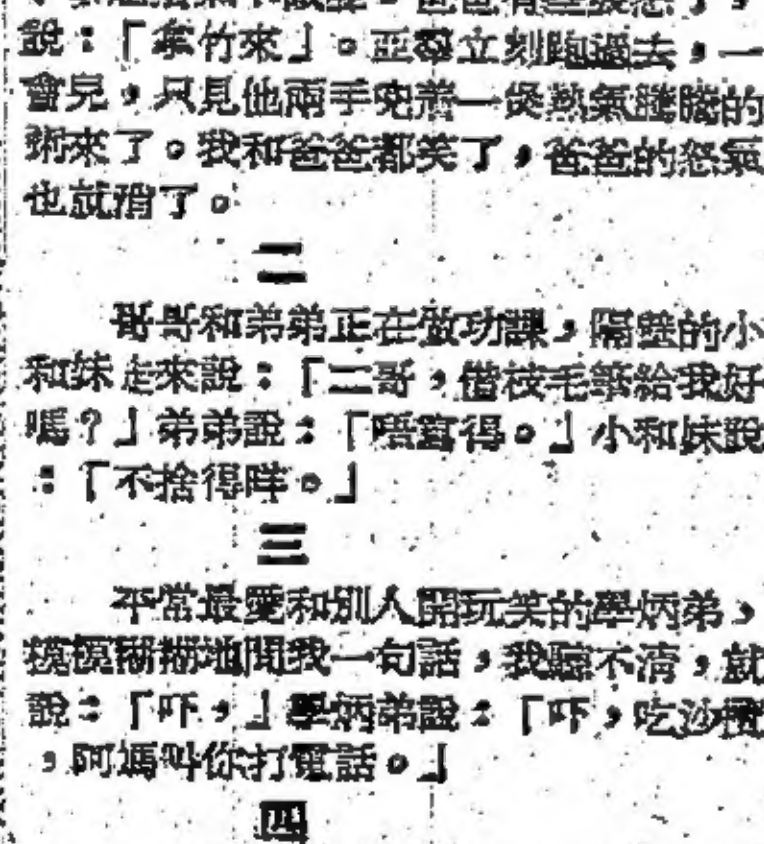 說：「拿竹來」。亞羣立刻跑過去，一
會兒，只見他兩手兜着一煲熱氣騰騰的
粥來了。我和爸爸都笑了，爸爸的怒氣
也就消了。
二
哥哥和弟弟正在做功課，隔壁的小
和妹走來說：「二哥，借枝毛筆給我好
嗎？」弟弟說：「唔寫得。」小和妹說
：「不捨得咩。」
三
平常最愛和別人開玩笑的學炳弟，
模模糊糊地問我一句話，我聽不清，就
說：「吓，」學炳弟說：「吓，吃沙欖
，阿媽叫你打電話。」
四